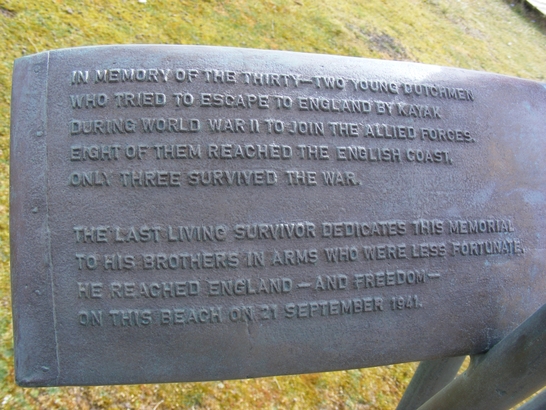 IN MEMORY OF THE THIRTY-TWO YOUNG DUTCHMEN
WHO TRIED TO ESCAPE TO ENGLAND BY KAYAK
DURING WORLD WAR II TO JOIN THE ALLIED FORCES.
EIGHT OF THEM REACHED THE ENGLISH COAST.
ONLY THREE SURVIVED THE WAR.
THE LAST LIVING SURVIVOR DEDICATES THIS MEMORIAL
TO HIS BROTHERS IN ARMS WHO WERE LESS FORTUNATE.
HE REACHED ENGLAND – AND FREEDOM –
ON THIS BEACH ON 21 SEPTEMBER 1941.